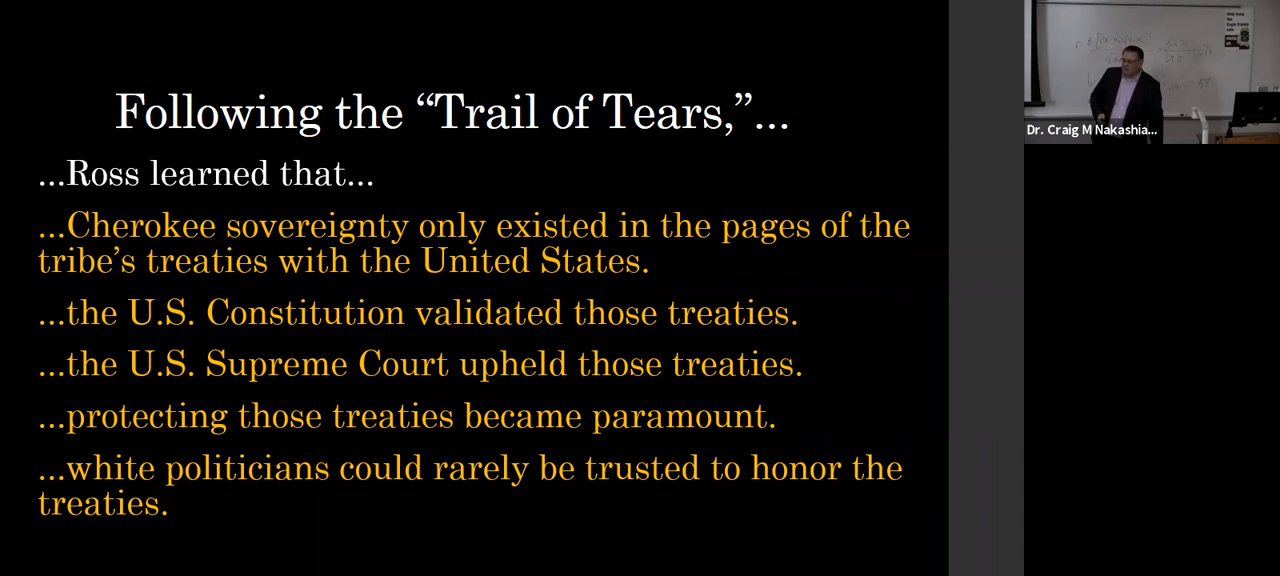 Following the “Trail of Tears,”...
...Ross learned that...
...Cherokee sovereignty only existed in the pages of the
tribe’s treaties with the United States.
...the U.S. Constitution validated those treaties.
...the U.S. Supreme Court upheld those treaties.
...protecting those treaties became paramount.
...white politicians could rarely be trusted to honor the
treaties.
Dr. Craig M Nakashia...